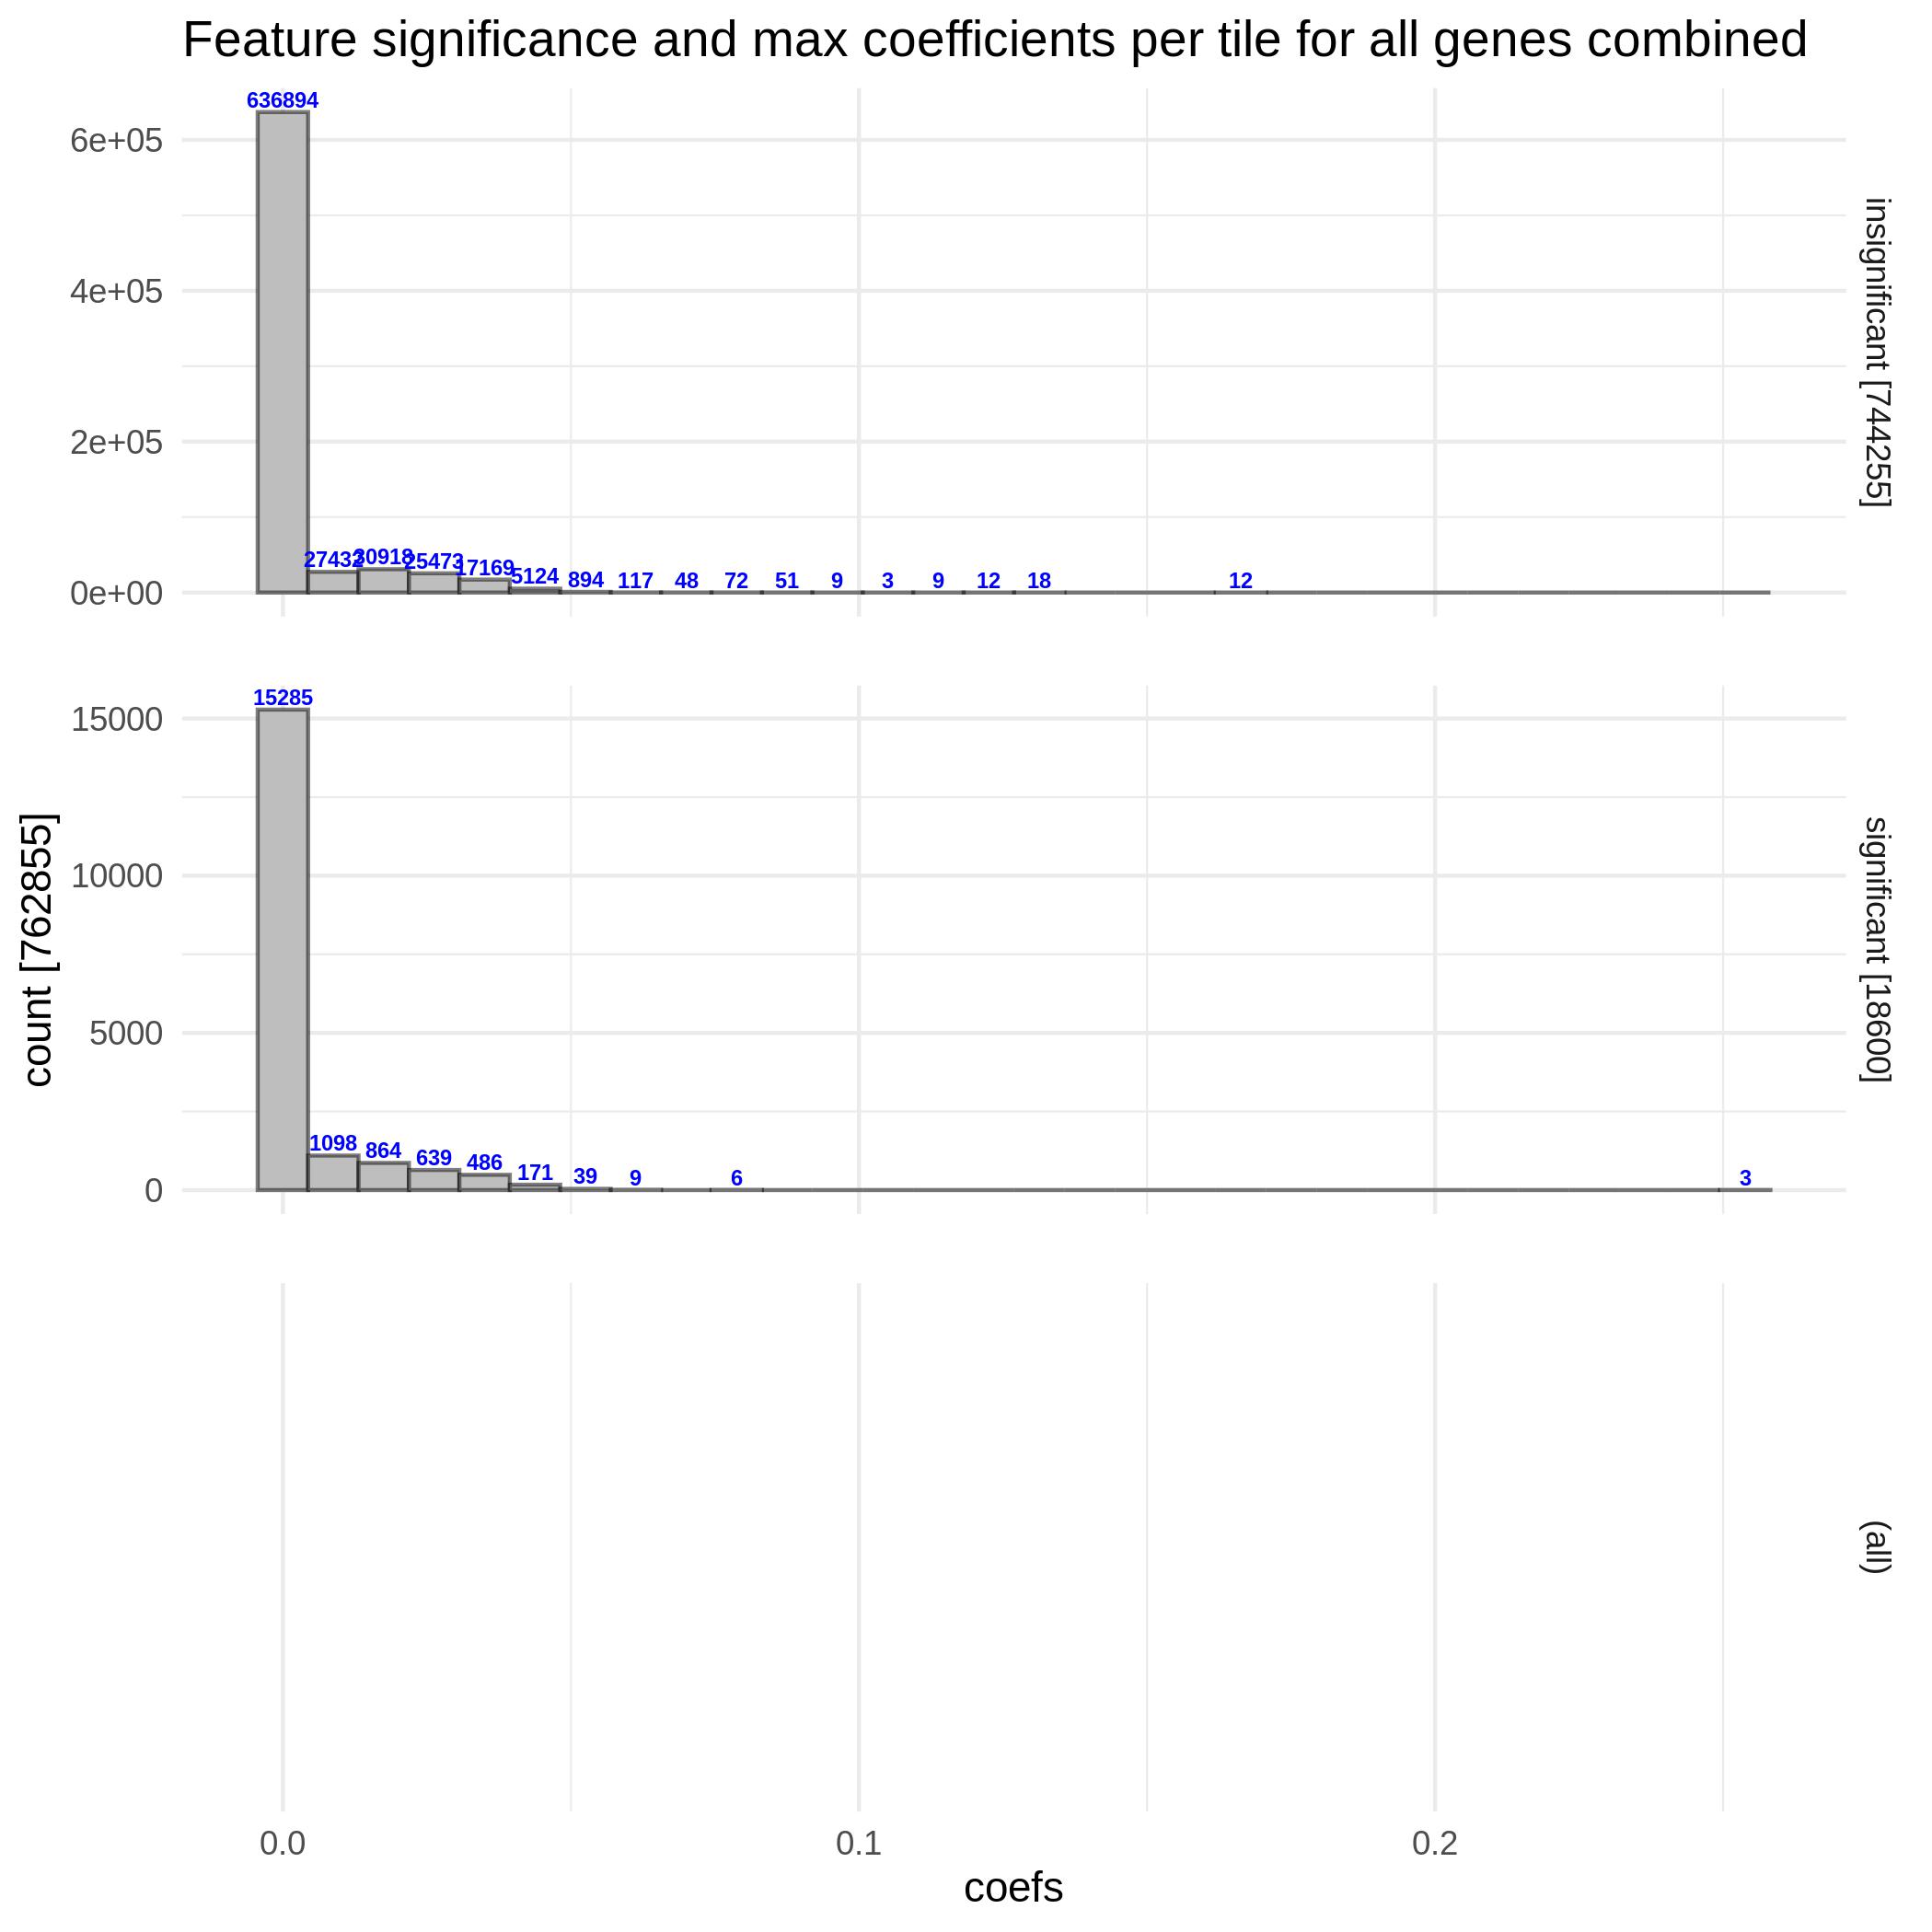 Feature significance and max coefficients per tile for all genes combined
636894
6e+05
4e+05
2e+05
0e+00
27432 30918 25473 17169 5124 894 117 48 72 51 9 3 9 12 18 12
insignificant [744255]
15285
15000
10000
5000
0
1098 864 639 486 171 39 9 6 3
significant [18600]
count [762855]
(all)
0.0 0.1 0.2
coefs